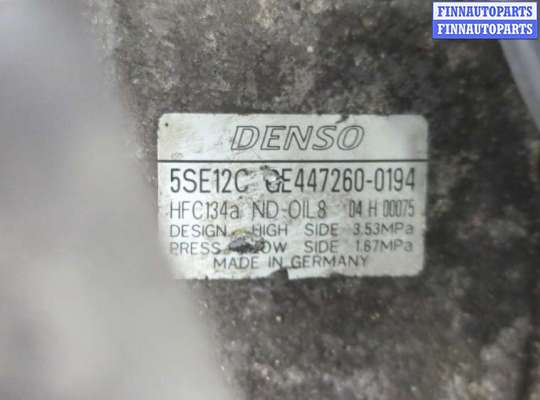 FINNAUTOPARTS
FINNAUTOPARTS
DENSO
5SE12C GE447260-0194
HFC134a ND-OIL8 04 H 00075
DESIGN HIGH SIDE 3.53MPa
PRESS LOW SIDE 1.67MPa
MADE IN GERMANY